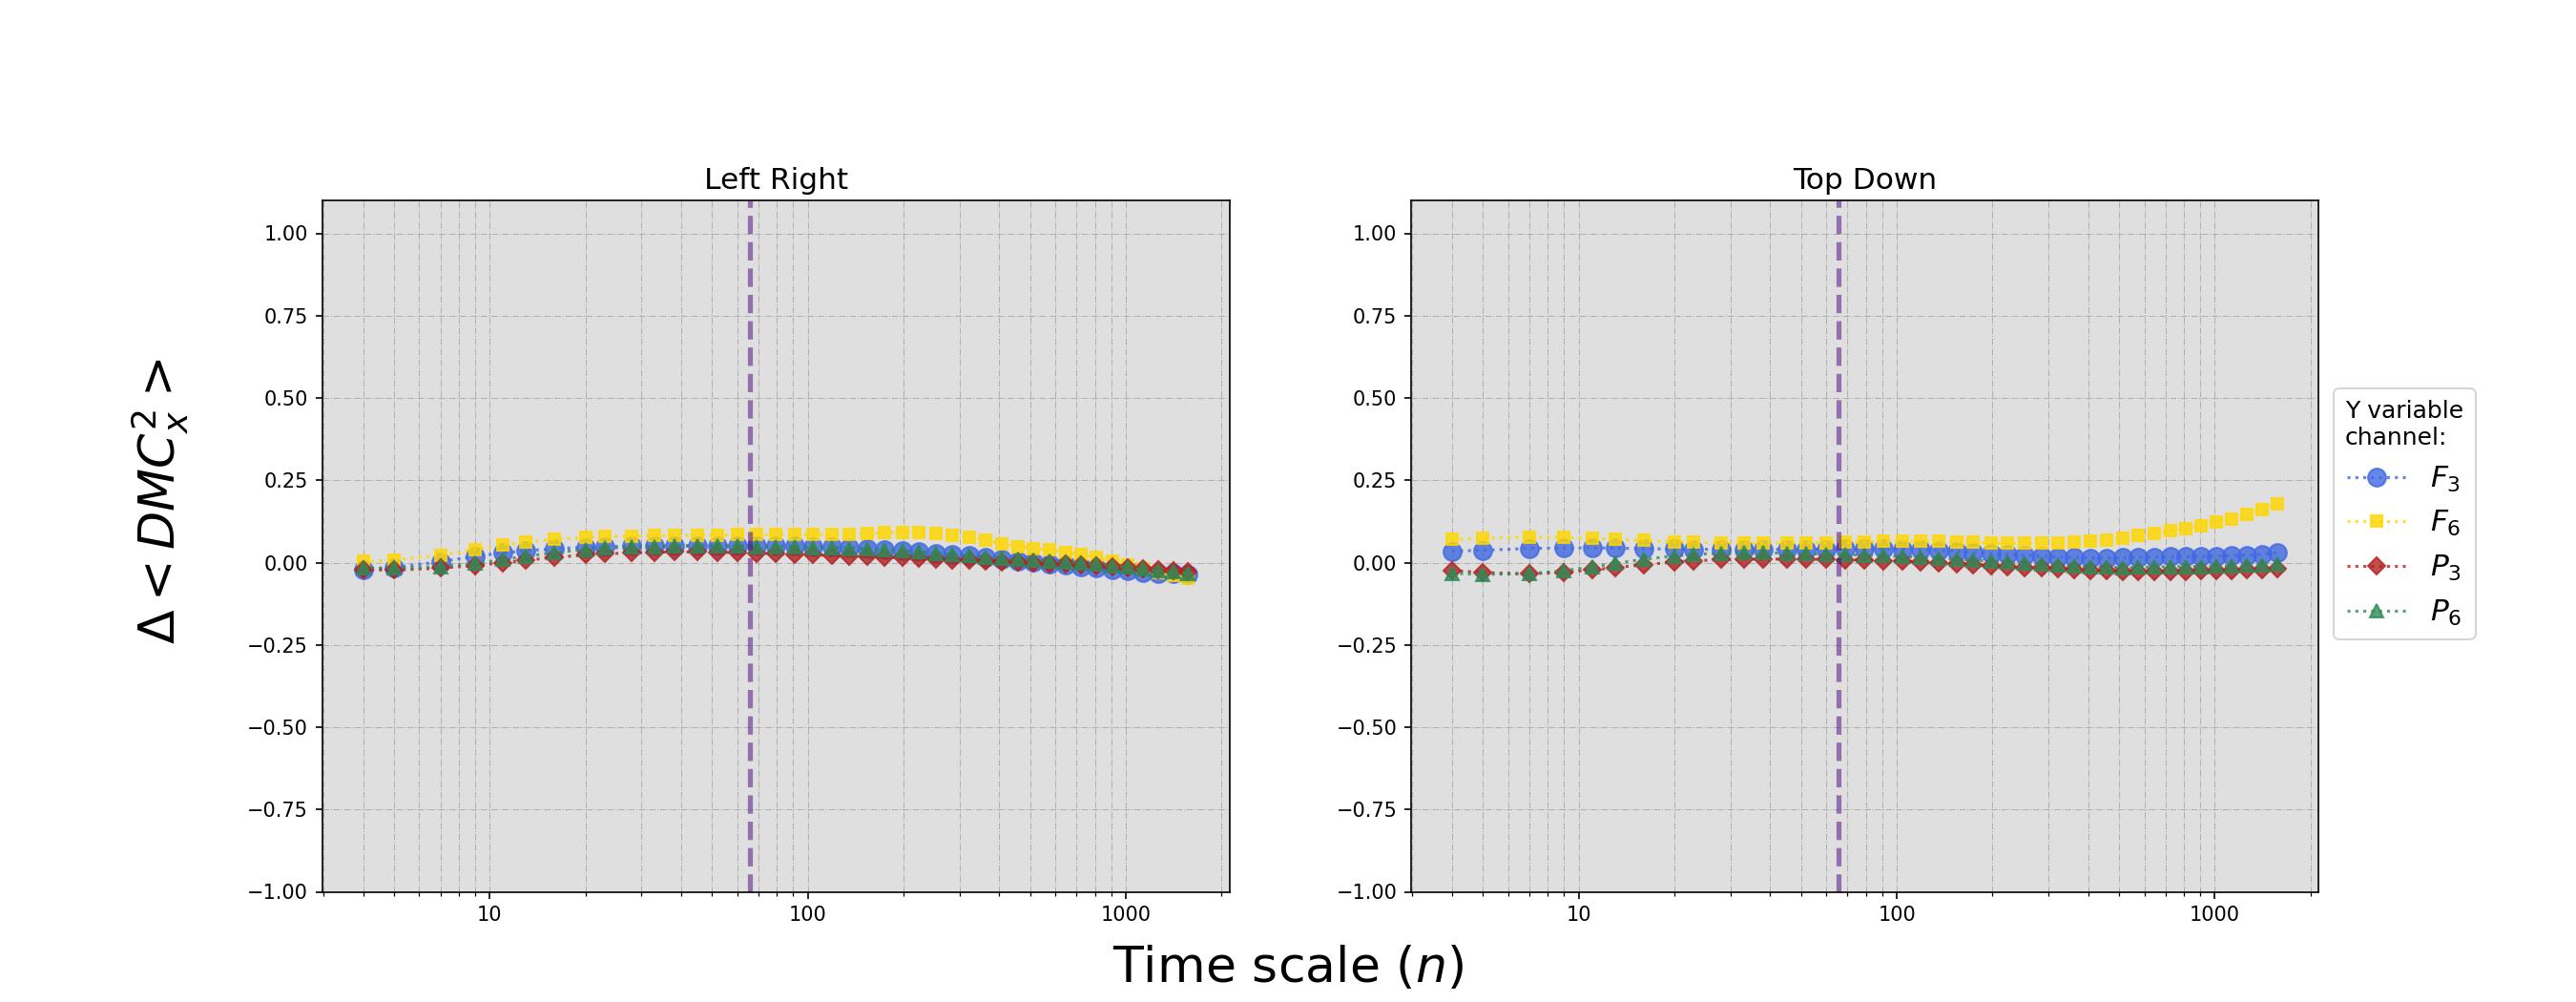 Left Right
Top Down
Δ < DMC²ₓ >
1.00
0.75
0.50
0.25
0.00
−0.25
−0.50
−0.75
−1.00
10 100 1000
1.00
0.75
0.50
0.25
0.00
−0.25
−0.50
−0.75
−1.00
10 100 1000
Y variable
channel:
F₃
F₆
P₃
P₆
Time scale (n)